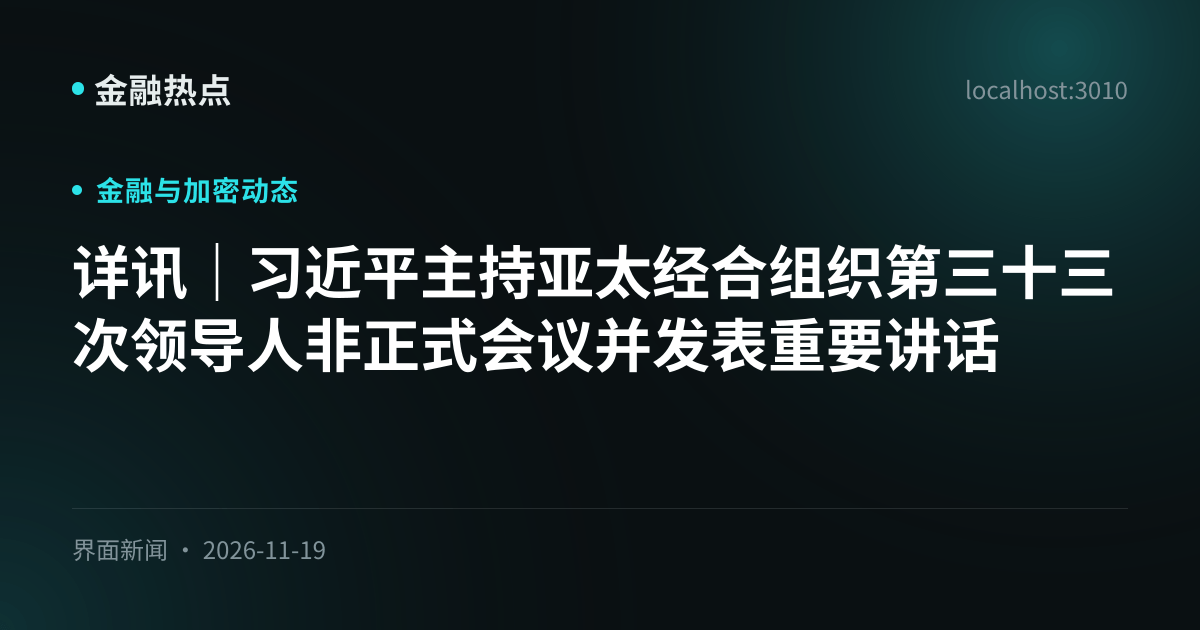 金融热点
localhost:3010
金融与加密动态
详讯｜习近平主持亚太经合组织第三十三
次领导人非正式会议并发表重要讲话
界面新闻 · 2026-11-19